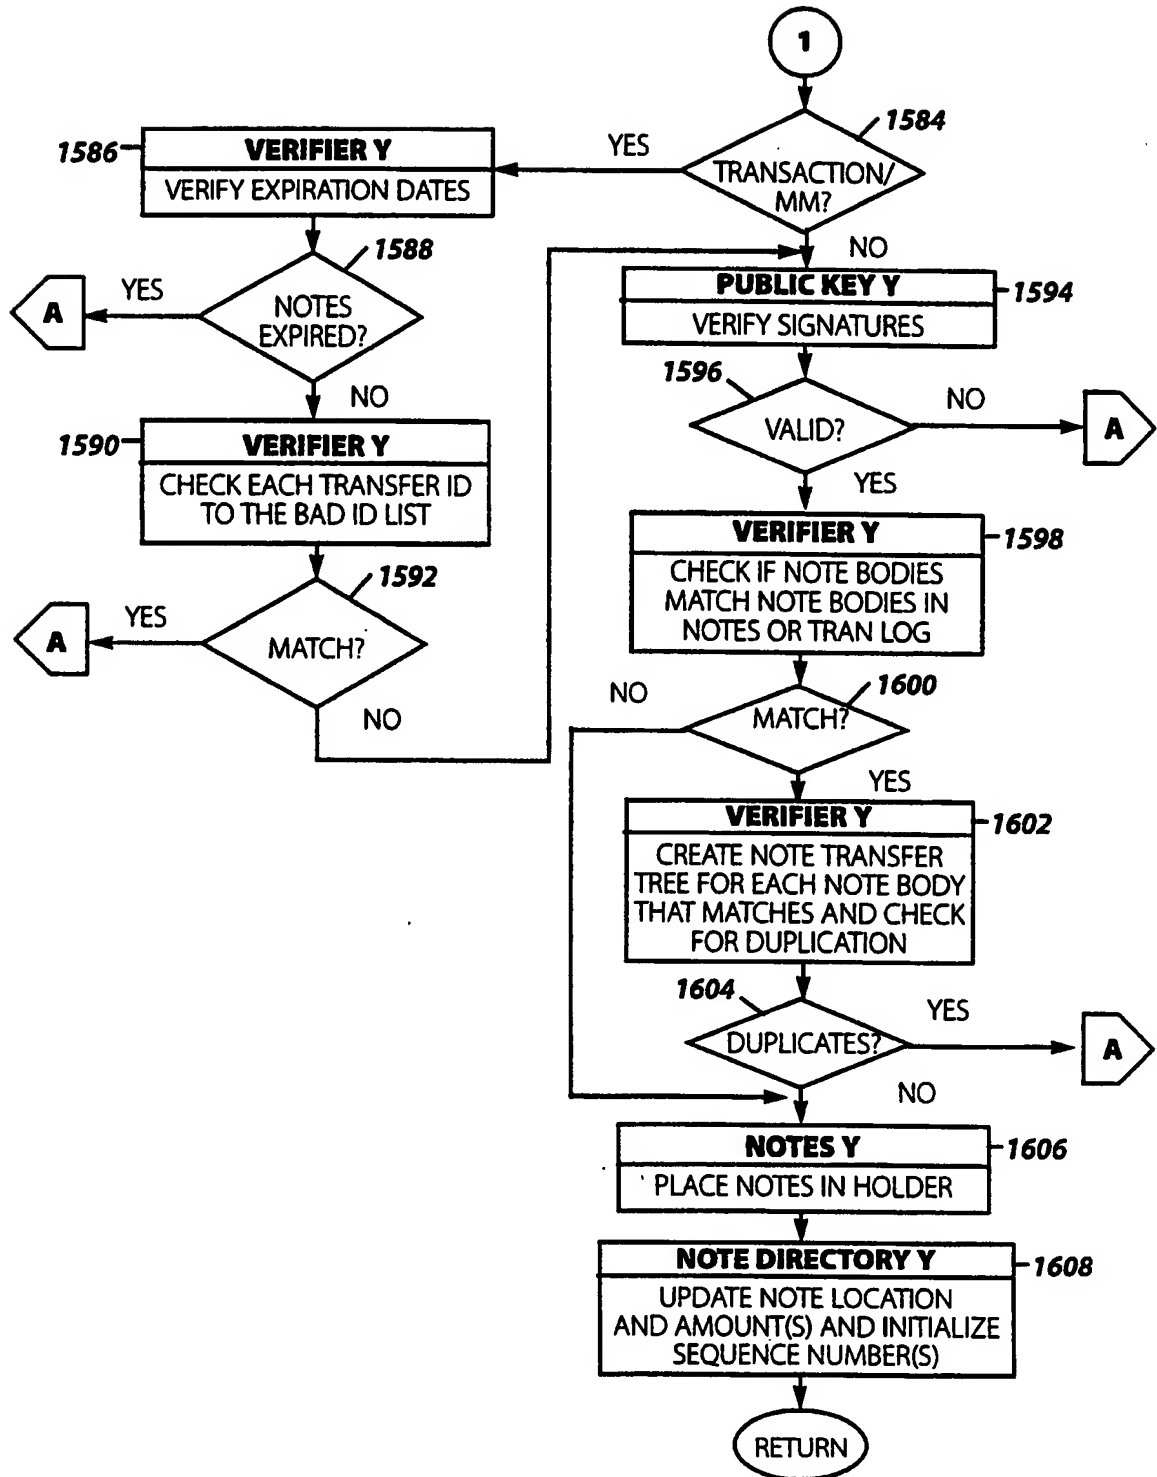 1
1584
TRANSACTION/
MM?
YES
NO
1586
VERIFIER Y
VERIFY EXPIRATION DATES
1588
NOTES
EXPIRED?
YES
A
NO
1590
VERIFIER Y
CHECK EACH TRANSFER ID
TO THE BAD ID LIST
1592
MATCH?
YES
A
NO
PUBLIC KEY Y
1594
VERIFY SIGNATURES
1596
VALID?
NO
A
YES
VERIFIER Y
1598
CHECK IF NOTE BODIES
MATCH NOTE BODIES IN
NOTES OR TRAN LOG
1600
MATCH?
NO
YES
VERIFIER Y
1602
CREATE NOTE TRANSFER
TREE FOR EACH NOTE BODY
THAT MATCHES AND CHECK
FOR DUPLICATION
1604
DUPLICATES?
YES
A
NO
NOTES Y
1606
PLACE NOTES IN HOLDER
NOTE DIRECTORY Y
1608
UPDATE NOTE LOCATION
AND AMOUNT(S) AND INITIALIZE
SEQUENCE NUMBER(S)
RETURN